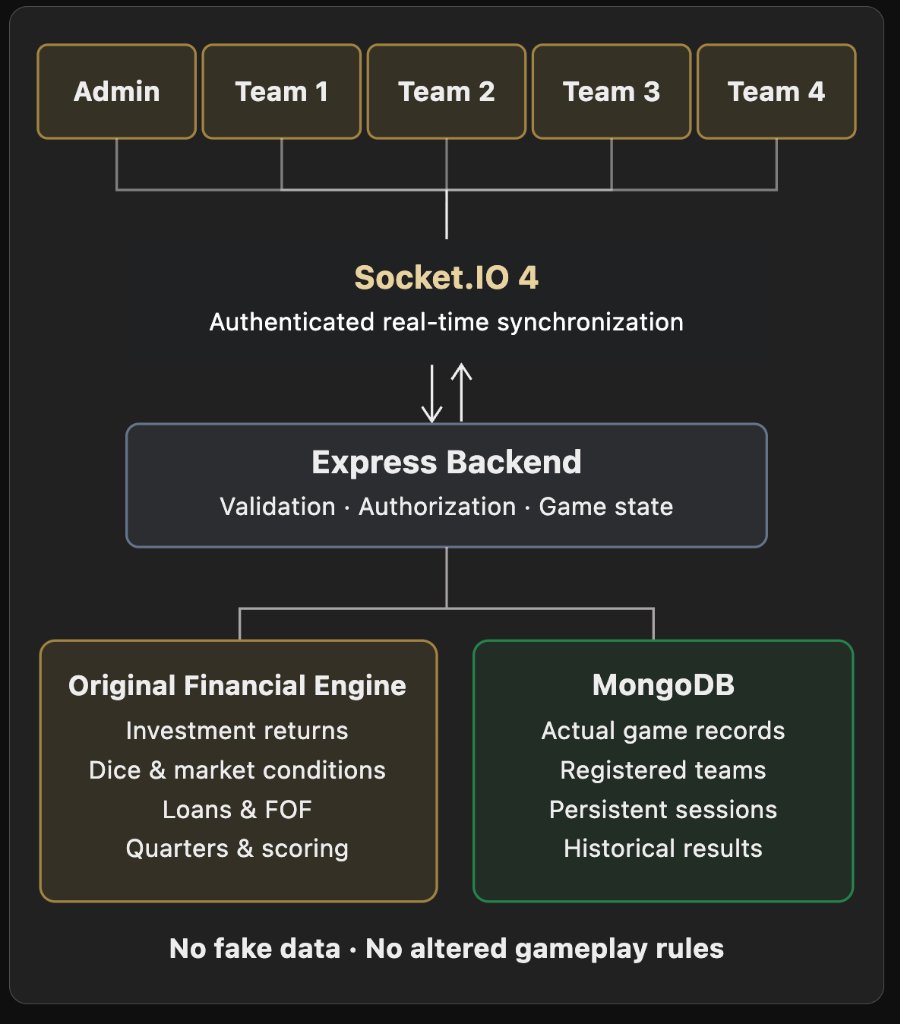 Admin
Team 1
Team 2
Team 3
Team 4
Socket.IO 4
Authenticated real-time synchronization
Express Backend
Validation · Authorization · Game state
Original Financial Engine
Investment returns
Dice & market conditions
Loans & FOF
Quarters & scoring
MongoDB
Actual game records
Registered teams
Persistent sessions
Historical results
No fake data · No altered gameplay rules